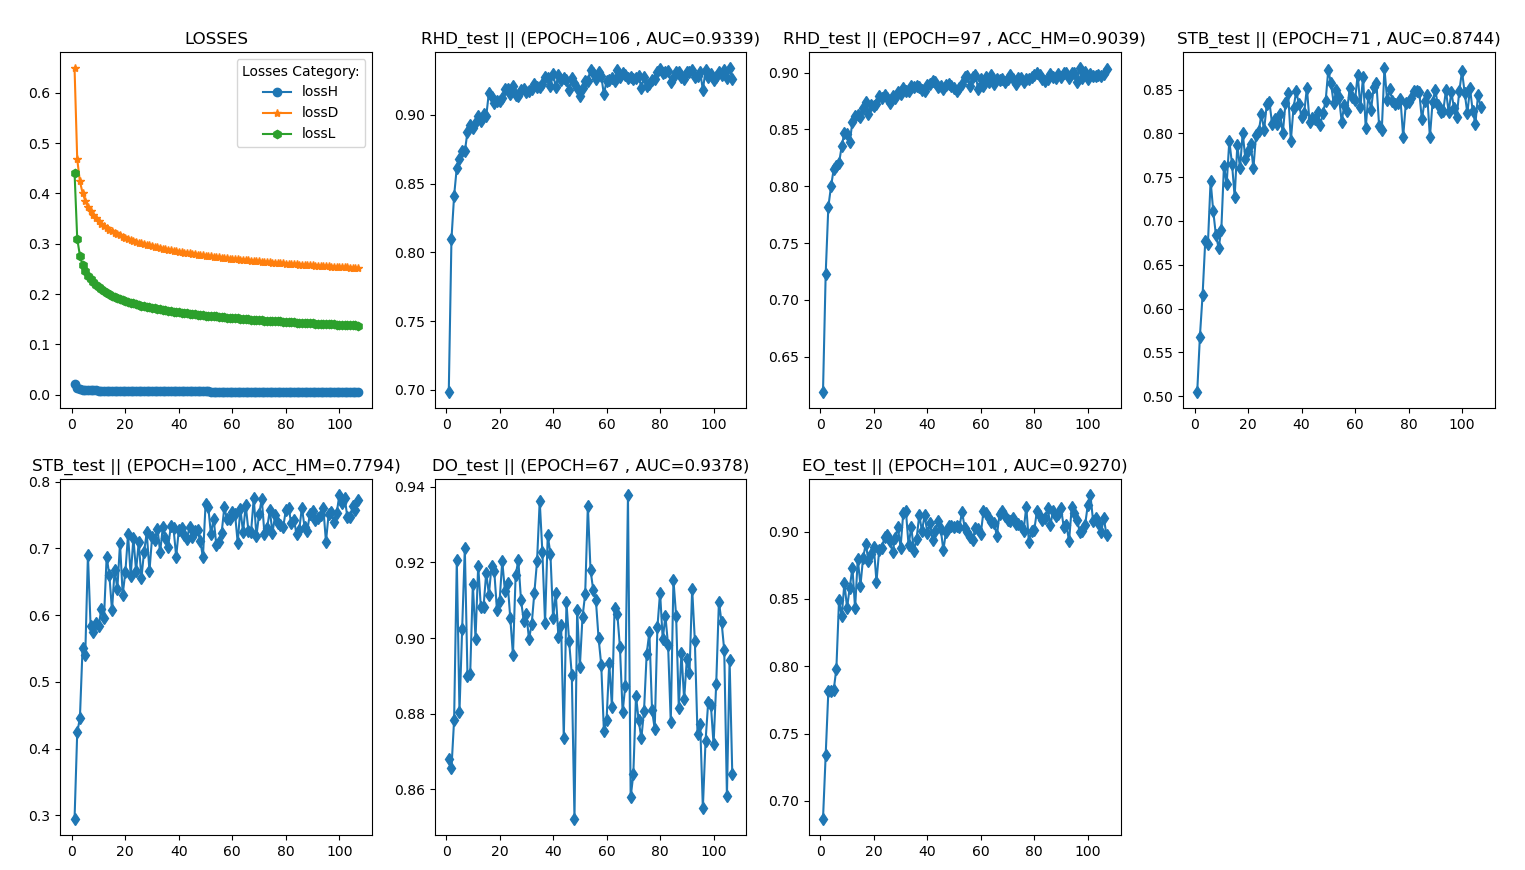 LOSSES
Losses Category:
lossH
lossD
lossL
0.6
0.5
0.4
0.3
0.2
0.1
0.0
0 20 40 60 80 100
RHD_test || (EPOCH=106 , AUC=0.9339)
0.90
0.85
0.80
0.75
0.70
0 20 40 60 80 100
RHD_test || (EPOCH=97 , ACC_HM=0.9039)
0.90
0.85
0.80
0.75
0.70
0.65
0 20 40 60 80 100
STB_test || (EPOCH=71 , AUC=0.8744)
0.85
0.80
0.75
0.70
0.65
0.60
0.55
0.50
0 20 40 60 80 100
STB_test || (EPOCH=100 , ACC_HM=0.7794)
0.8
0.7
0.6
0.5
0.4
0.3
0 20 40 60 80 100
DO_test || (EPOCH=67 , AUC=0.9378)
0.94
0.92
0.90
0.88
0.86
0 20 40 60 80 100
EO_test || (EPOCH=101 , AUC=0.9270)
0.90
0.85
0.80
0.75
0.70
0 20 40 60 80 100